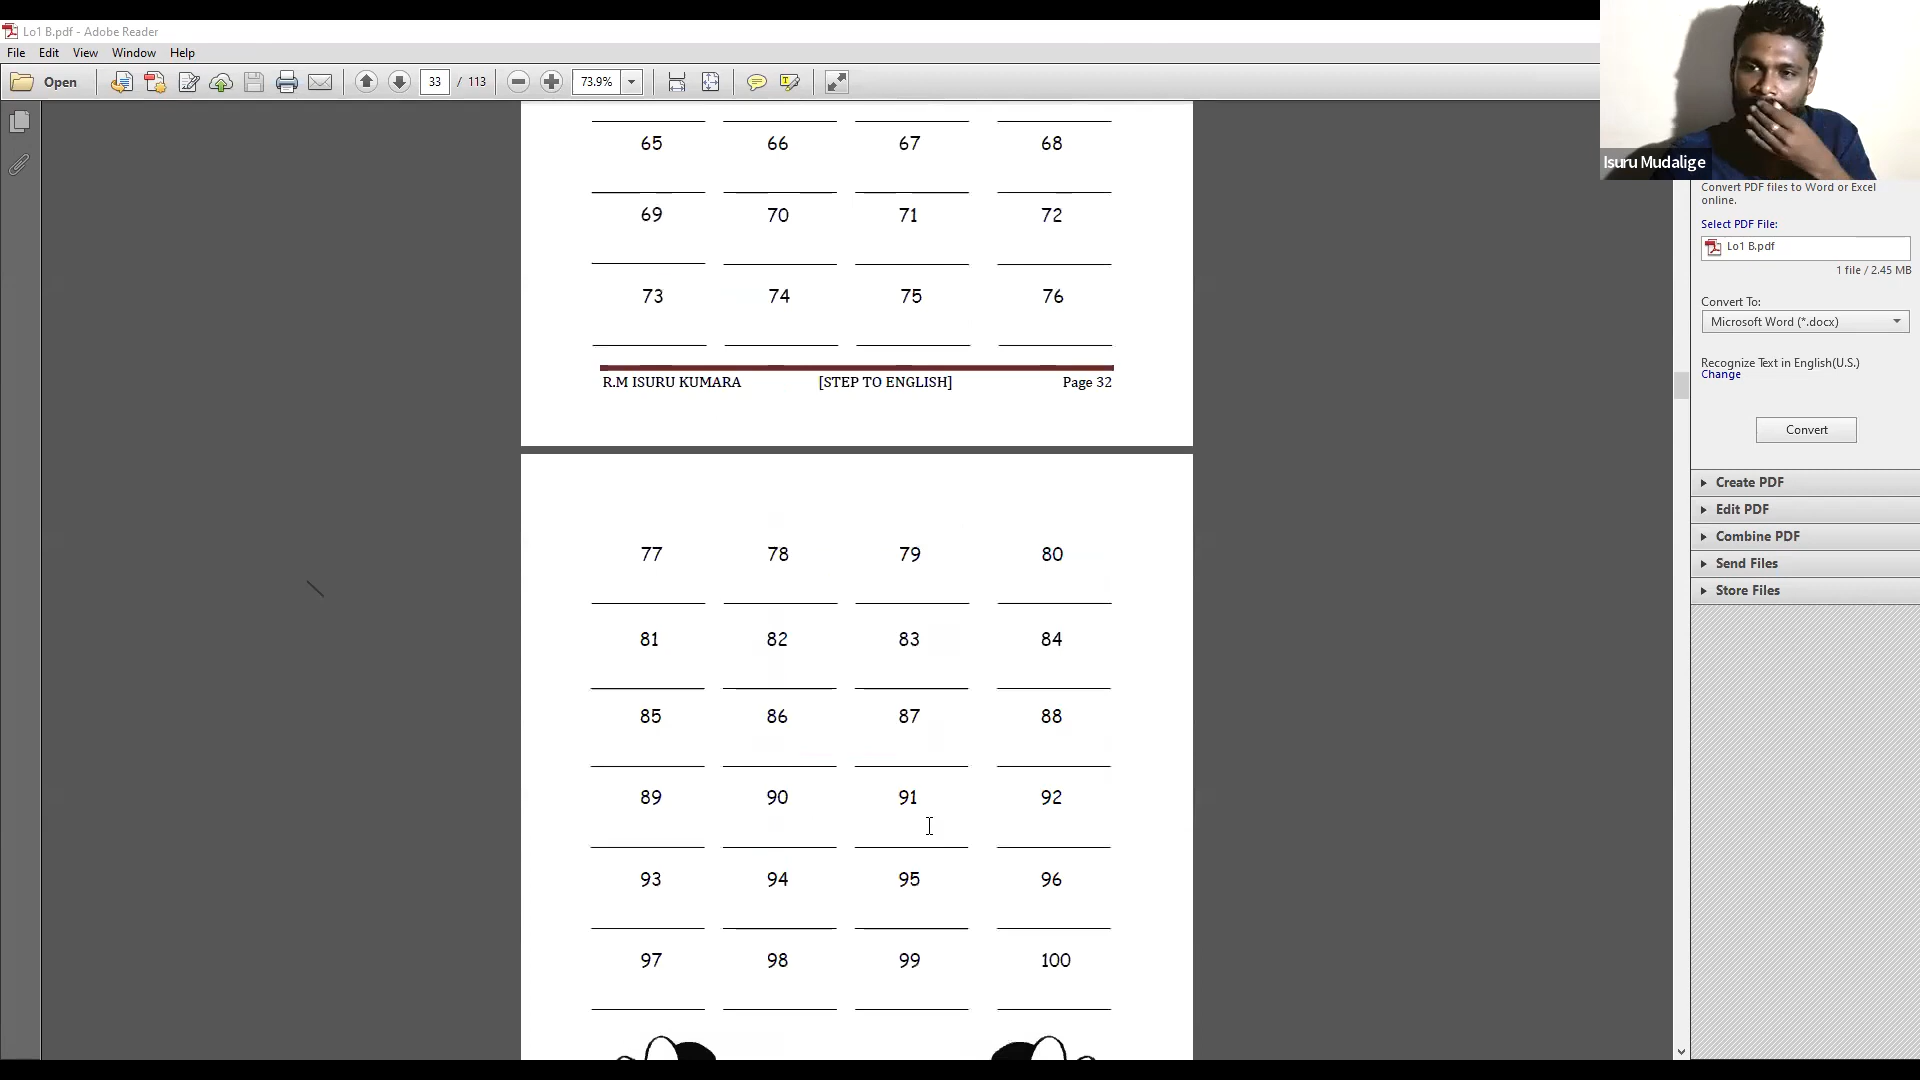 Lo1 B.pdf - Adobe Reader
File Edit View Window Help
Open 33 / 113 73.9%
65 66 67 68
69 70 71 72
73 74 75 76
R.M ISURU KUMARA [STEP TO ENGLISH] Page 32
77 78 79 80
81 82 83 84
85 86 87 88
89 90 91 92
93 94 95 96
97 98 99 100
Isuru Mudalige
Convert PDF files to Word or Excel
online.
Select PDF File:
Lo1 B.pdf
1 file / 2.45 MB
Convert To:
Microsoft Word (*.docx)
Recognize Text in English(U.S.)
Change
Convert
Create PDF
Edit PDF
Combine PDF
Send Files
Store Files